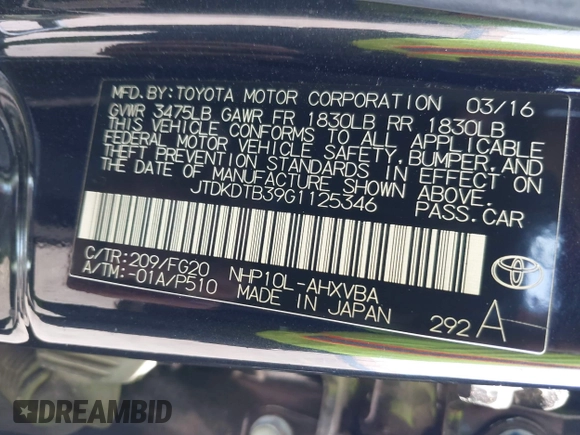 MFD.BY:TOYOTA MOTOR CORPORATION 03/16
GVWR 3475LB GAWR FR 1830LB RR 1830LB
THIS VEHICLE CONFORMS TO ALL APPLICABLE
FEDERAL MOTOR VEHICLE SAFETY,BUMPER,AND
THEFT PREVENTION STANDARDS IN EFFECT ON
THE DATE OF MANUFACTURE SHOWN ABOVE.
JTDKDTB39G1125346 PASS.CAR
C/TR:209/FG20 NHP10L-AHXVBA
A/TM:-01A/P510 MADE IN JAPAN 292 A
DREAMBID